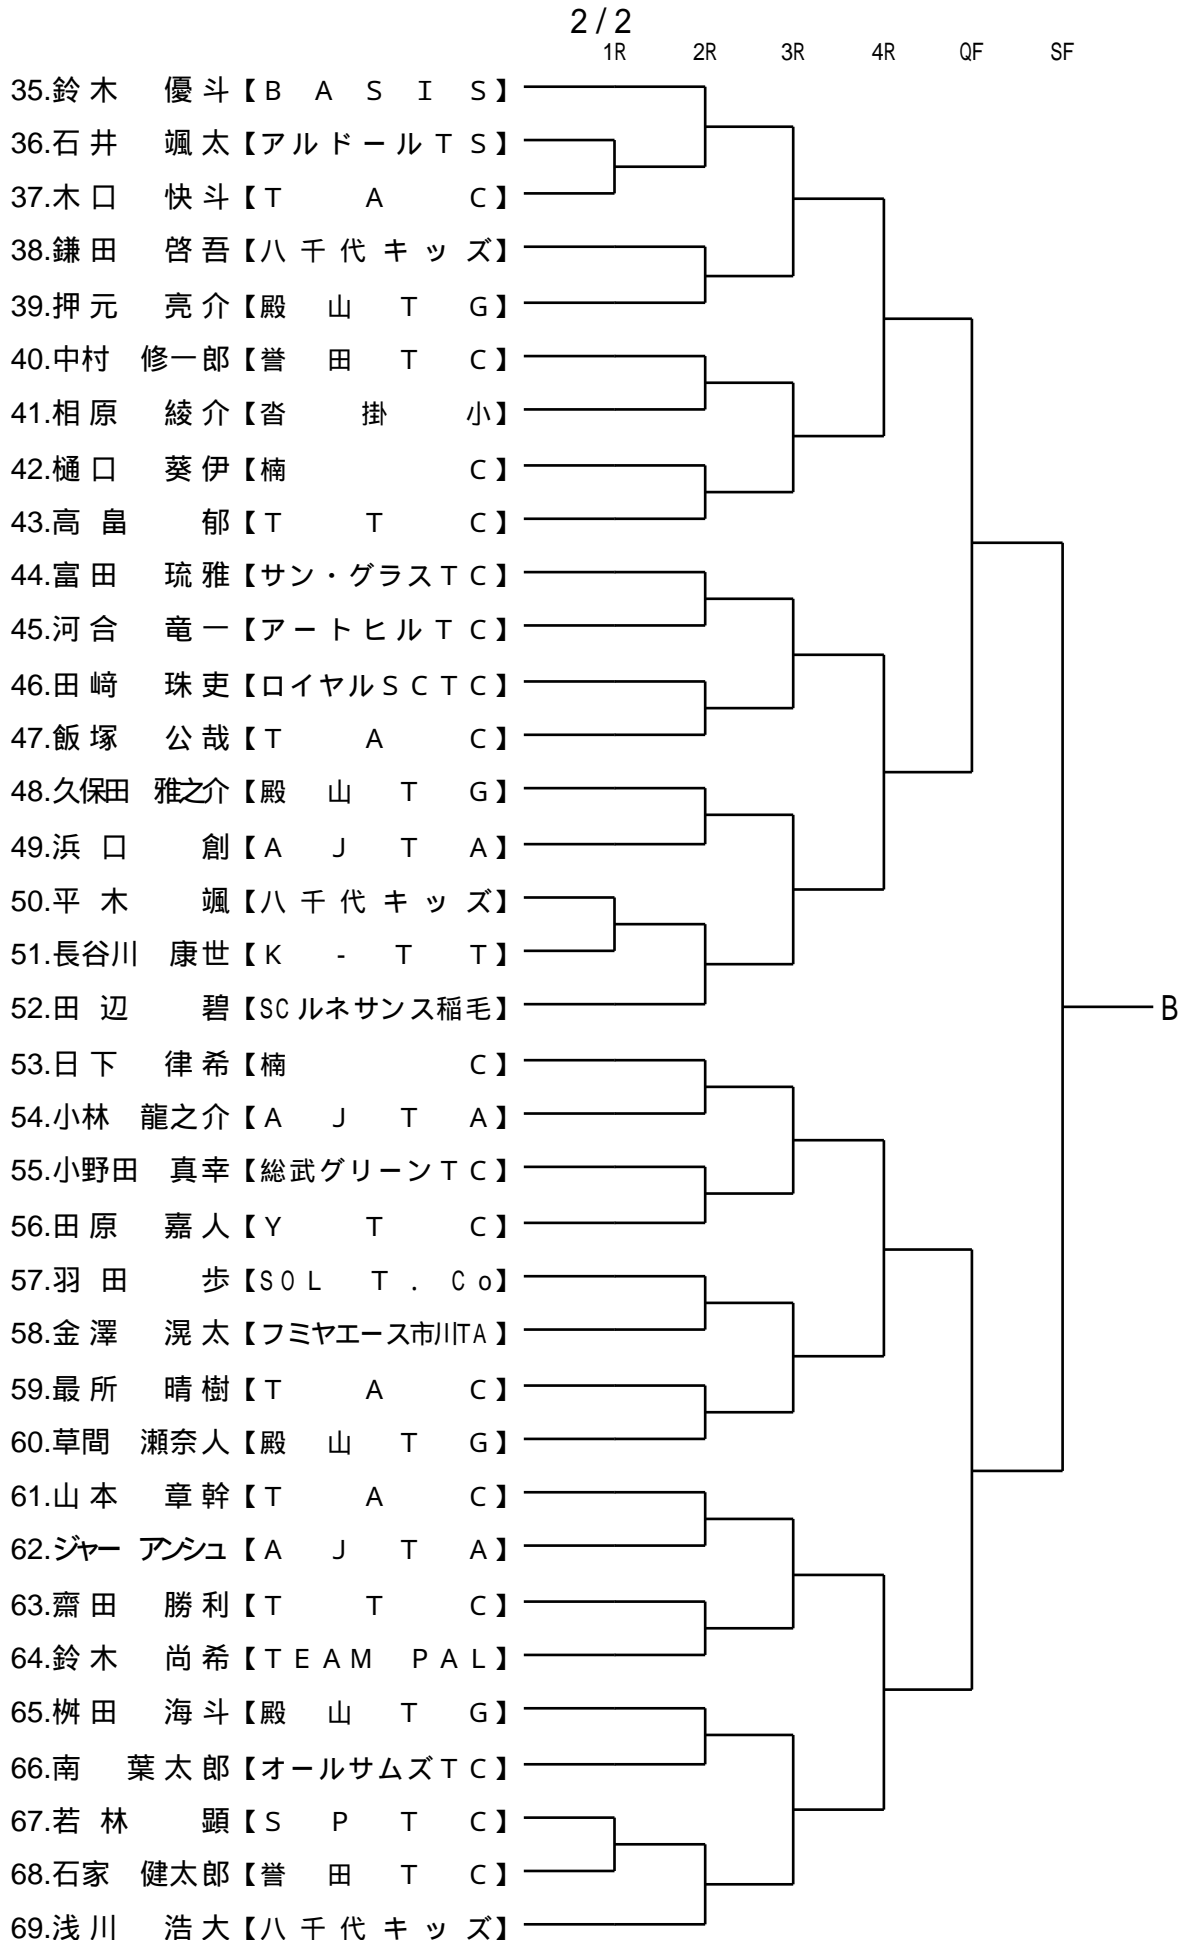 2/2
1R 2R 3R 4R QF SF
35.鈴木 優斗【BASIS】
36.石井 颯太【アルドールTS】
37.木口 快斗【TAC】
38.鎌田 啓吾【八千代キッズ】
39.押元 亮介【殿山TG】
40.中村 修一郎【誉田TC】
41.相原 綾介【沓掛小】
42.樋口 葵伊【楠C】
43.高畠 郁【TTC】
44.富田 琉雅【サン・グラスTC】
45.河合 竜一【アートヒルTC】
46.田﨑 珠吏【ロイヤルSCTC】
47.飯塚 公哉【TAC】
48.久保田 雅之介【殿山TG】
49.浜口 創【AJTA】
50.平木 颯【八千代キッズ】
51.長谷川 康世【K-TT】
52.田辺 碧【SCルネサンス稲毛】
B
53.日下 律希【楠C】
54.小林 龍之介【AJTA】
55.小野田 真幸【総武グリーンTC】
56.田原 嘉人【YTC】
57.羽田 歩【SOL T.Co】
58.金澤 滉太【フミヤエース市川TA】
59.最所 晴樹【TAC】
60.草間 瀬奈人【殿山TG】
61.山本 章幹【TAC】
62.ジャー アンシュ【AJTA】
63.齋田 勝利【TTC】
64.鈴木 尚希【TEAM PAL】
65.桝田 海斗【殿山TG】
66.南 葉太郎【オールサムズTC】
67.若林 顕【SPTC】
68.石家 健太郎【誉田TC】
69.浅川 浩大【八千代キッズ】